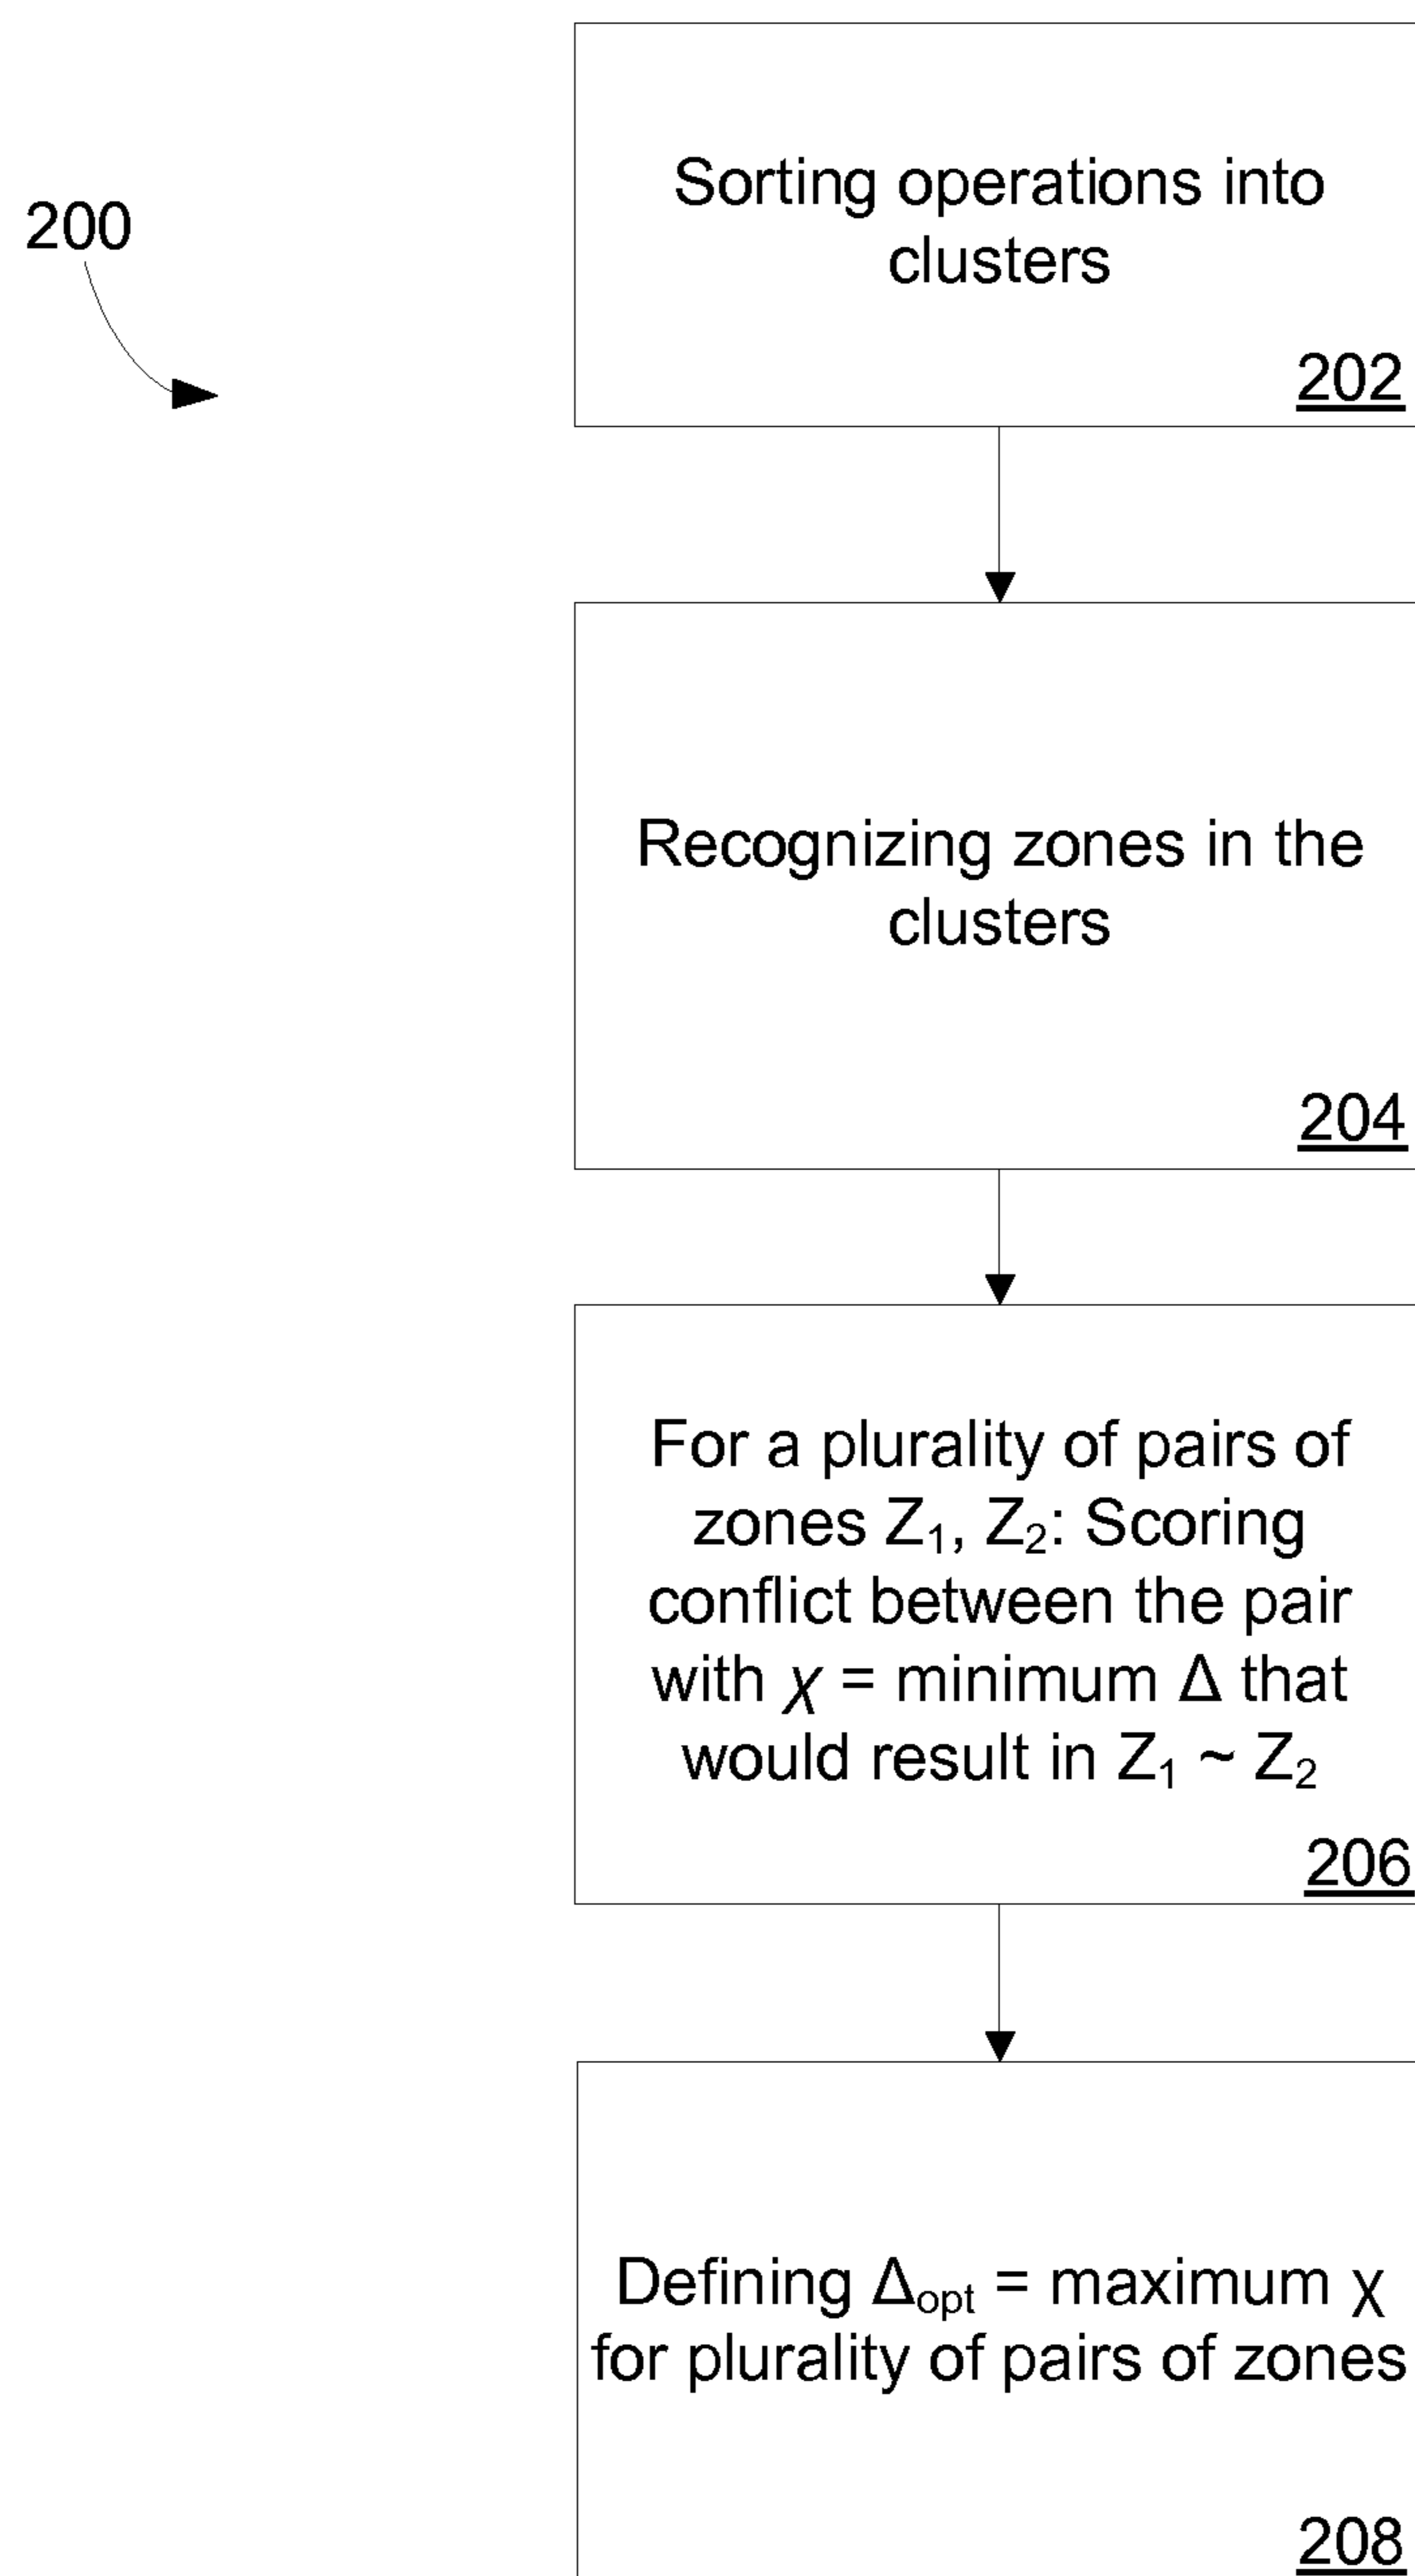 Sorting operations into
clusters
200
202
Recognizing zones in the
clusters
204
For a plurality of pairs of
zones Z₁, Z₂: Scoring
conflict between the pair
with χ = minimum Δ that
would result in Z₁ ~ Z₂
206
Defining Δopt = maximum χ
for plurality of pairs of zones
208